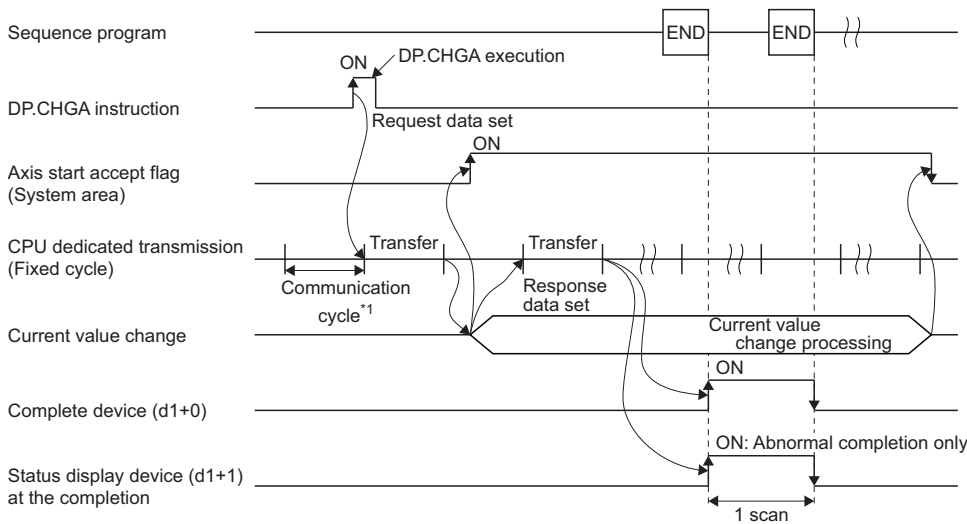 Sequence program
END
END
ON
DP.CHGA execution
DP.CHGA instruction
Request data set
ON
Axis start accept flag
(System area)
CPU dedicated transmission
(Fixed cycle)
Transfer
Transfer
Communication
cycle*1
Response
data set
Current value change
Current value
change processing
ON
Complete device (d1+0)
ON: Abnormal completion only
Status display device (d1+1)
at the completion
1 scan